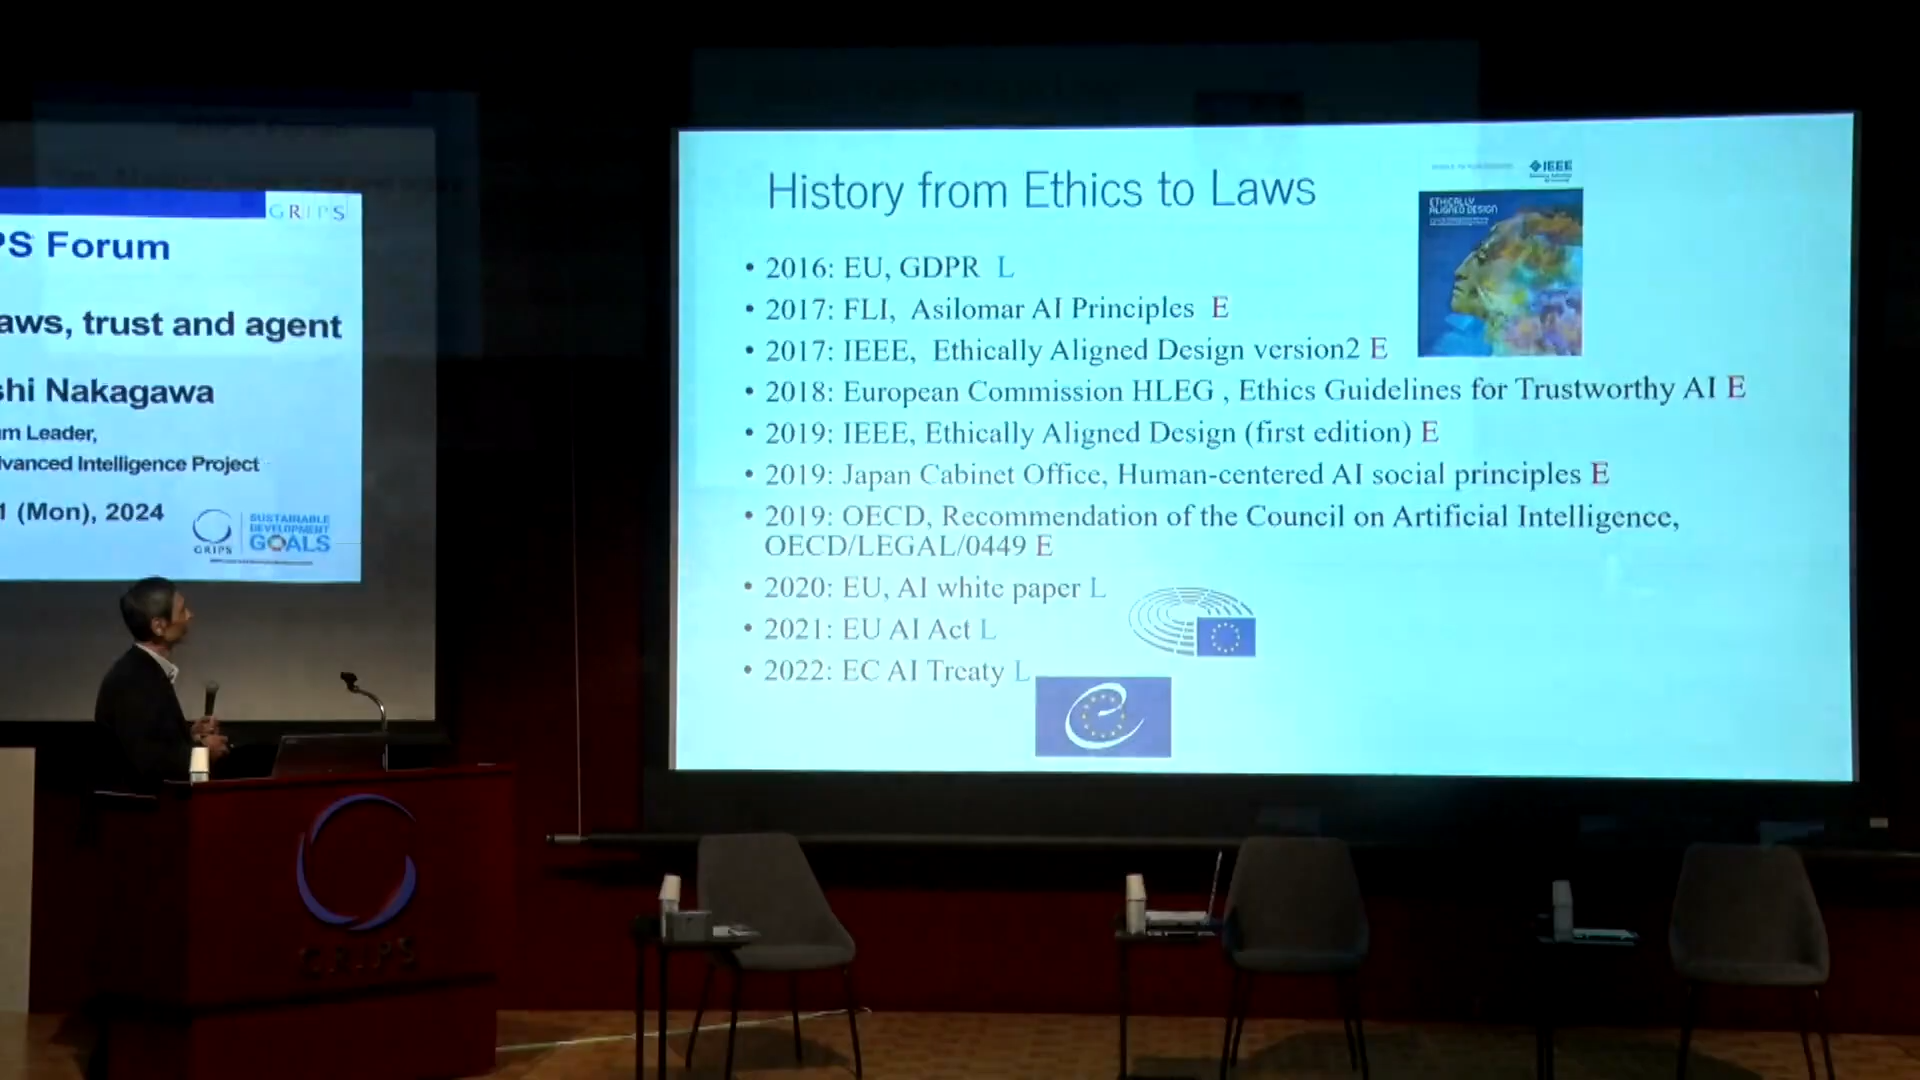 GRIPS
PS Forum
aws, trust and agent
shi Nakagawa
m Leader,
dvanced Intelligence Project
1 (Mon), 2024
GRIPS
SUSTAINABLE
DEVELOPMENT
GOALS
History from Ethics to Laws
IEEE
ETHICALLY
ALIGNED DESIGN
• 2016: EU, GDPR L
• 2017: FLI, Asilomar AI Principles E
• 2017: IEEE, Ethically Aligned Design version2 E
• 2018: European Commission HLEG , Ethics Guidelines for Trustworthy AI E
• 2019: IEEE, Ethically Aligned Design (first edition) E
• 2019: Japan Cabinet Office, Human-centered AI social principles E
• 2019: OECD, Recommendation of the Council on Artificial Intelligence,
OECD/LEGAL/0449 E
• 2020: EU, AI white paper L
• 2021: EU AI Act L
• 2022: EC AI Treaty L
GRIPS